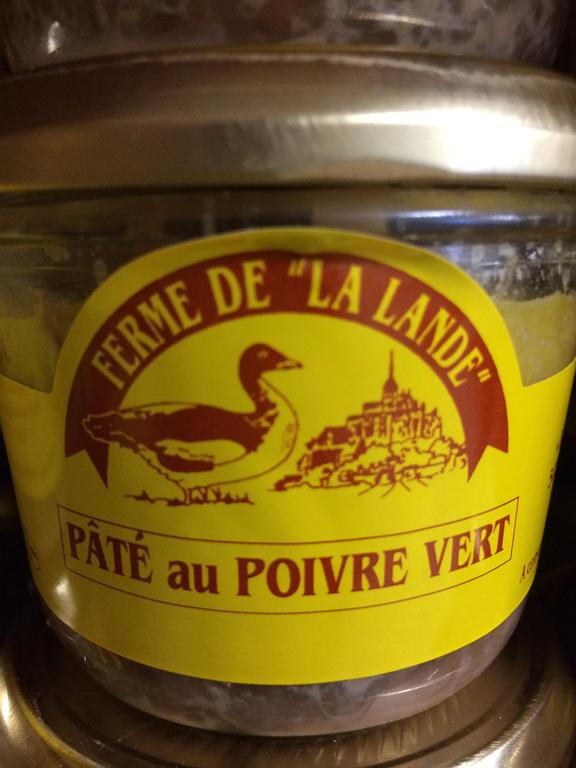 FERME DE "LA LANDE"
PÂTÉ au POIVRE VERT